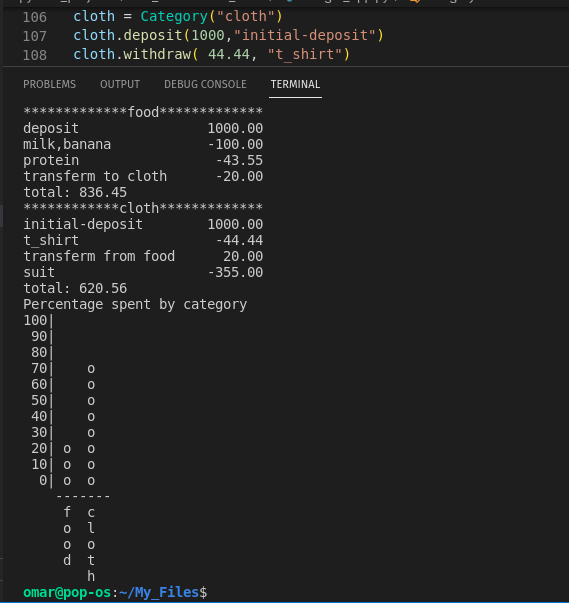 106 cloth = Category("cloth")
107 cloth.deposit(1000,"initial-deposit")
108 cloth.withdraw( 44.44, "t_shirt")
PROBLEMS OUTPUT DEBUG CONSOLE TERMINAL
*************food*************
deposit                1000.00
milk,banana            -100.00
protein                 -43.55
transferm to cloth      -20.00
total: 836.45
************cloth*************
initial-deposit        1000.00
t_shirt                 -44.44
transferm from food      20.00
suit                   -355.00
total: 620.56
Percentage spent by category
100|
 90|
 80|
 70|    o
 60|    o
 50|    o
 40|    o
 30|    o
 20| o  o
 10| o  o
  0| o  o
    -------
     f  c
     o  l
     o  o
     d  t
        h
omar@pop-os:~/My_Files$